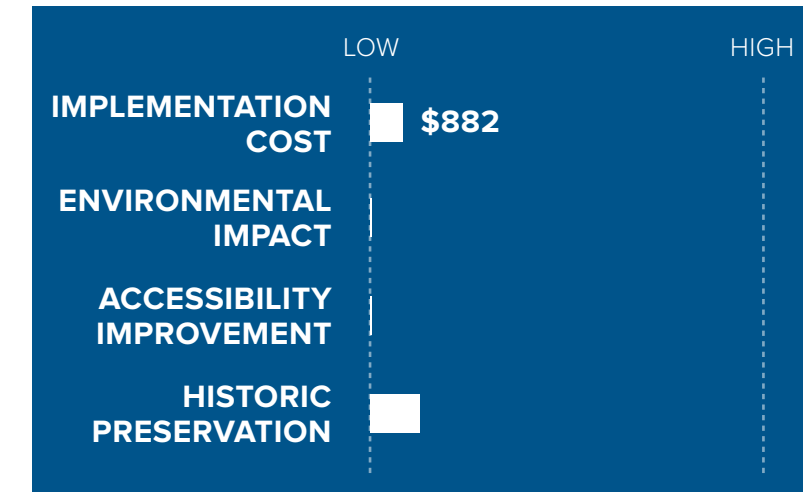 LOW HIGH
IMPLEMENTATION
COST
$882
ENVIRONMENTAL
IMPACT
ACCESSIBILITY
IMPROVEMENT
HISTORIC
PRESERVATION